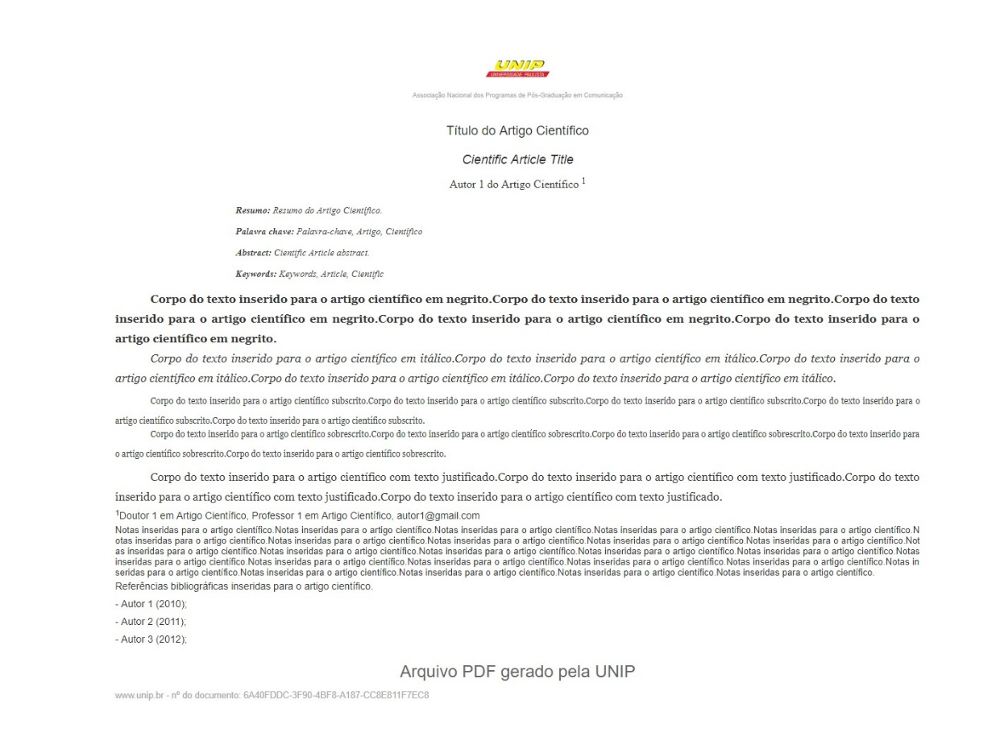 UNIP
UNIVERSIDADE PAULISTA
Associação Nacional dos Programas de Pós-Graduação em Comunicação
Título do Artigo Científico
Cientific Article Title
Autor 1 do Artigo Científico 1
Resumo: Resumo do Artigo Científico.
Palavra chave: Palavra-chave, Artigo, Científico
Abstract: Cientific Article abstract.
Keywords: Keywords, Article, Cientific
Corpo do texto inserido para o artigo científico em negrito.Corpo do texto inserido para o artigo científico em negrito.Corpo do texto
inserido para o artigo científico em negrito.Corpo do texto inserido para o artigo científico em negrito.Corpo do texto inserido para o
artigo científico em negrito.
Corpo do texto inserido para o artigo científico em itálico.Corpo do texto inserido para o artigo científico em itálico.Corpo do texto inserido para o
artigo científico em itálico.Corpo do texto inserido para o artigo científico em itálico.Corpo do texto inserido para o artigo científico em itálico.
Corpo do texto inserido para o artigo científico subscrito.Corpo do texto inserido para o artigo científico subscrito.Corpo do texto inserido para o artigo científico subscrito.Corpo do texto inserido para o
artigo científico subscrito.Corpo do texto inserido para o artigo científico subscrito.
Corpo do texto inserido para o artigo científico sobrescrito.Corpo do texto inserido para o artigo científico sobrescrito.Corpo do texto inserido para o artigo científico sobrescrito.Corpo do texto inserido para
o artigo científico sobrescrito.Corpo do texto inserido para o artigo científico sobrescrito.
Corpo do texto inserido para o artigo científico com texto justificado.Corpo do texto inserido para o artigo científico com texto justificado.Corpo do texto
inserido para o artigo científico com texto justificado.Corpo do texto inserido para o artigo científico com texto justificado.
1Doutor 1 em Artigo Científico, Professor 1 em Artigo Científico, autor1@gmail.com
Notas inseridas para o artigo científico.Notas inseridas para o artigo científico.Notas inseridas para o artigo científico.Notas inseridas para o artigo científico.Notas inseridas para o artigo científico.N
otas inseridas para o artigo científico.Notas inseridas para o artigo científico.Notas inseridas para o artigo científico.Notas inseridas para o artigo científico.Notas inseridas para o artigo científico.Not
as inseridas para o artigo científico.Notas inseridas para o artigo científico.Notas inseridas para o artigo científico.Notas inseridas para o artigo científico.Notas inseridas para o artigo científico.Notas
inseridas para o artigo científico.Notas inseridas para o artigo científico.Notas inseridas para o artigo científico.Notas inseridas para o artigo científico.Notas inseridas para o artigo científico.Notas in
seridas para o artigo científico.Notas inseridas para o artigo científico.Notas inseridas para o artigo científico.Notas inseridas para o artigo científico.Notas inseridas para o artigo científico.
Referências bibliográficas inseridas para o artigo científico.
- Autor 1 (2010);
- Autor 2 (2011);
- Autor 3 (2012);
Arquivo PDF gerado pela UNIP
www.unip.br - nº do documento: 6A40FDDC-3F90-4BF8-A187-CC8E811F7EC8